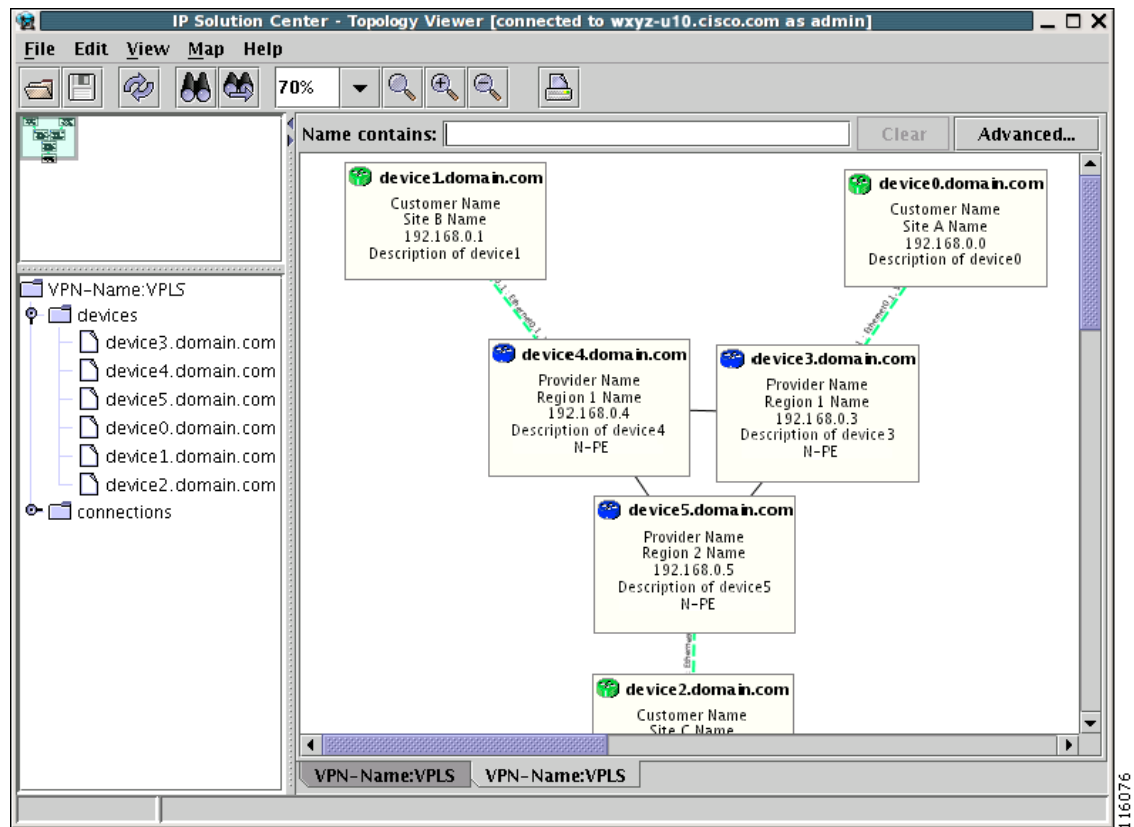 IP Solution Center - Topology Viewer [connected to wxyz-u10.cisco.com as admin]
File Edit View Map Help
70%
Name contains: Clear Advanced...
VPN-Name:VPLS
devices
device3.domain.com
device4.domain.com
device5.domain.com
device0.domain.com
device1.domain.com
device2.domain.com
connections
device1.domain.com
Customer Name
Site B Name
192.168.0.1
Description of device1
device0.domain.com
Customer Name
Site A Name
192.168.0.0
Description of device0
device4.domain.com
Provider Name
Region 1 Name
192.168.0.4
Description of device4
N-PE
device3.domain.com
Provider Name
Region 1 Name
192.168.0.3
Description of device3
N-PE
device5.domain.com
Provider Name
Region 2 Name
192.168.0.5
Description of device5
N-PE
device2.domain.com
Customer Name
Site C Name
VPN-Name:VPLS VPN-Name:VPLS
116076